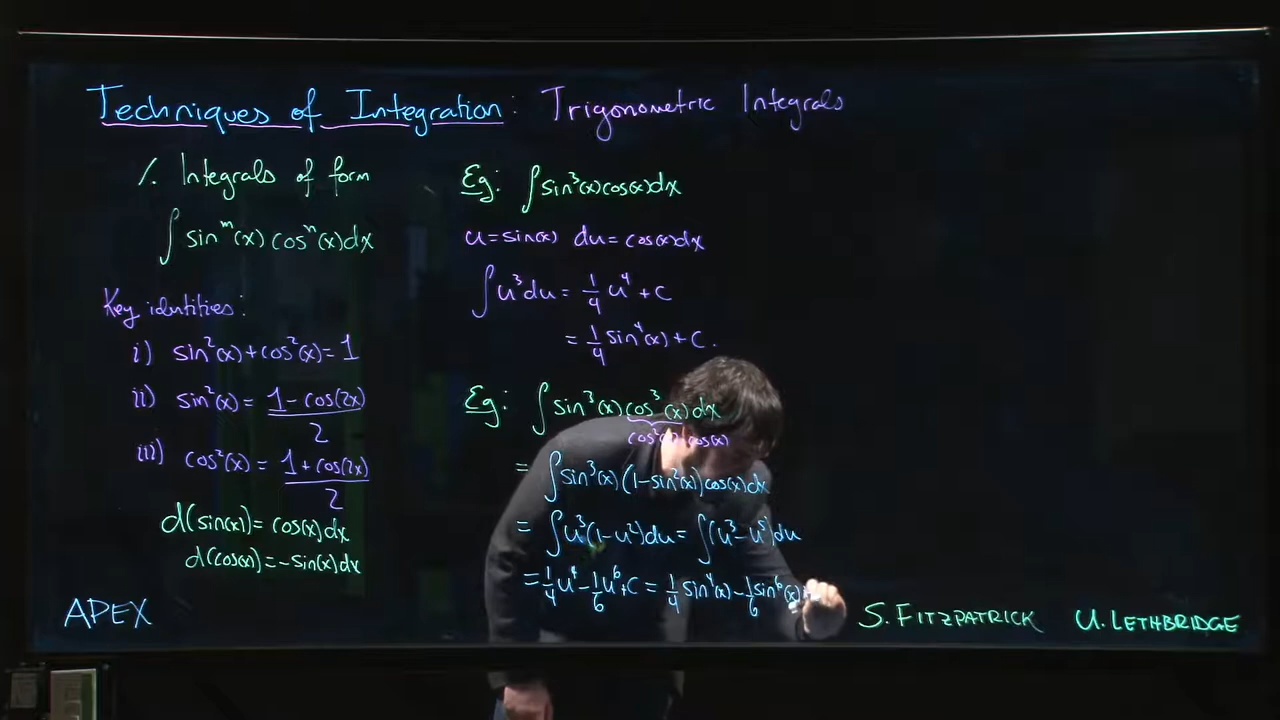 Techniques of Integration: Trigonometric Integrals
1. Integrals of form
∫ sin^m(x) cos^n(x) dx
Key identities:
i) sin²(x) + cos²(x) = 1
ii) sin²(x) = (1 - cos(2x))/2
iii) cos²(x) = (1 + cos(2x))/2
d(sin(x)) = cos(x) dx
d(cos(x)) = -sin(x) dx
Eg: ∫ sin³(x) cos(x) dx
u = sin(x) du = cos(x) dx
∫ u³ du = 1/4 u⁴ + C
= 1/4 sin⁴(x) + C.
Eg: ∫ sin³(x) cos³(x) dx
cos²(x) cos(x)
= ∫ sin³(x) (1 - sin²(x)) cos(x) dx
= ∫ u³(1 - u²) du = ∫ (u³ - u⁵) du
= 1/4 u⁴ - 1/6 u⁶ + C = 1/4 sin⁴(x) - 1/6 sin⁶(x)
APEX
S. FITZPATRICK U. LETHBRIDGE